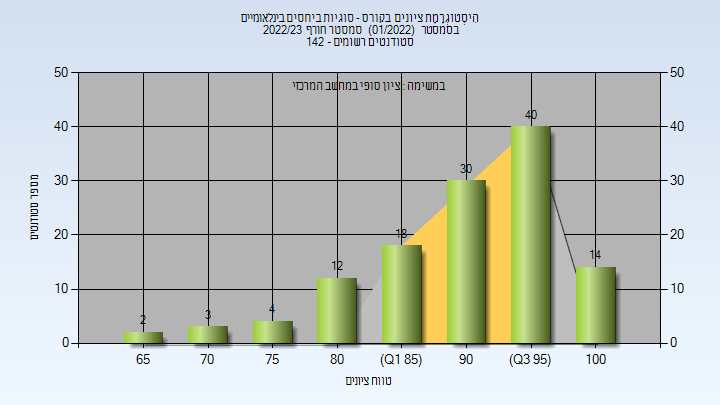 היסטוגרמת ציונים בקורס - סוגיות ביחסים בינלאומיים
בסמסטר (01/2022) סמסטר חורף 2022/23
סטודנטים רשומים - 142
במשימה : ציון סופי במחשב המרכזי
50 50
40 40
30 30
20 20
10 10
0 0
מספר סטודנטים
2 3 4 12 18 30 40 14
65 70 75 80 (Q1 85) 90 (Q3 95) 100
טווח ציונים